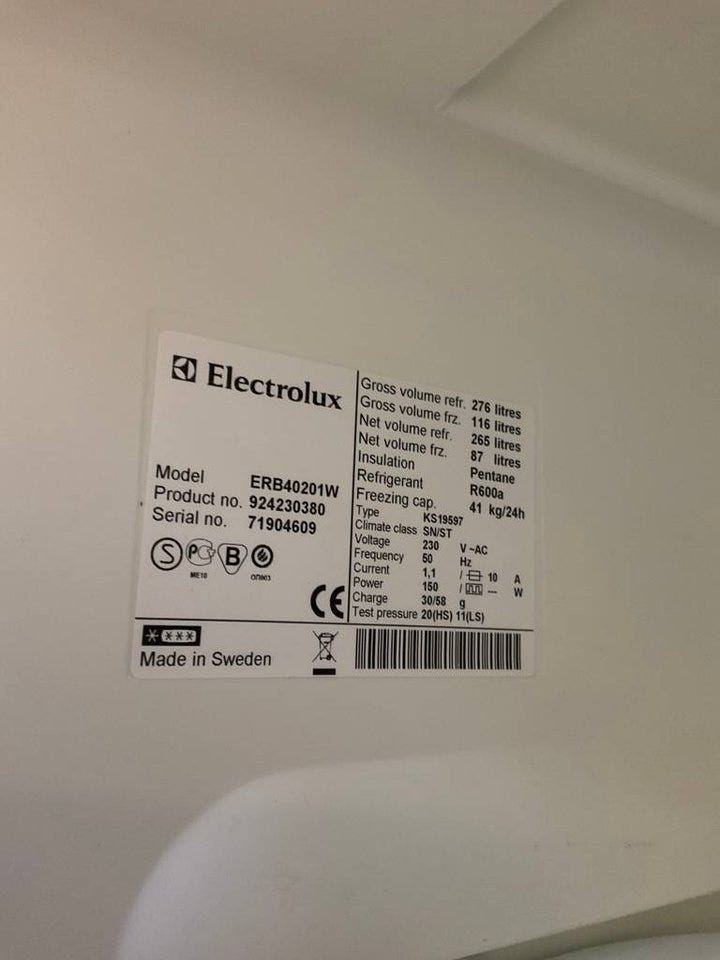 Electrolux
Model ERB40201W
Product no. 924230380
Serial no. 71904609
S PC B
ME10 ОП003
CE
Made in Sweden
Gross volume refr. 276 litres
Gross volume frz. 116 litres
Net volume refr. 265 litres
Net volume frz. 87 litres
Insulation Pentane
Refrigerant R600a
Freezing cap. 41 kg/24h
Type KS19597
Climate class SN/ST
Voltage 230 V ~AC
Frequency 50 Hz
Current 1,1 / 10 A
Power 150 / --- W
Charge 30/58 g
Test pressure 20(HS) 11(LS)